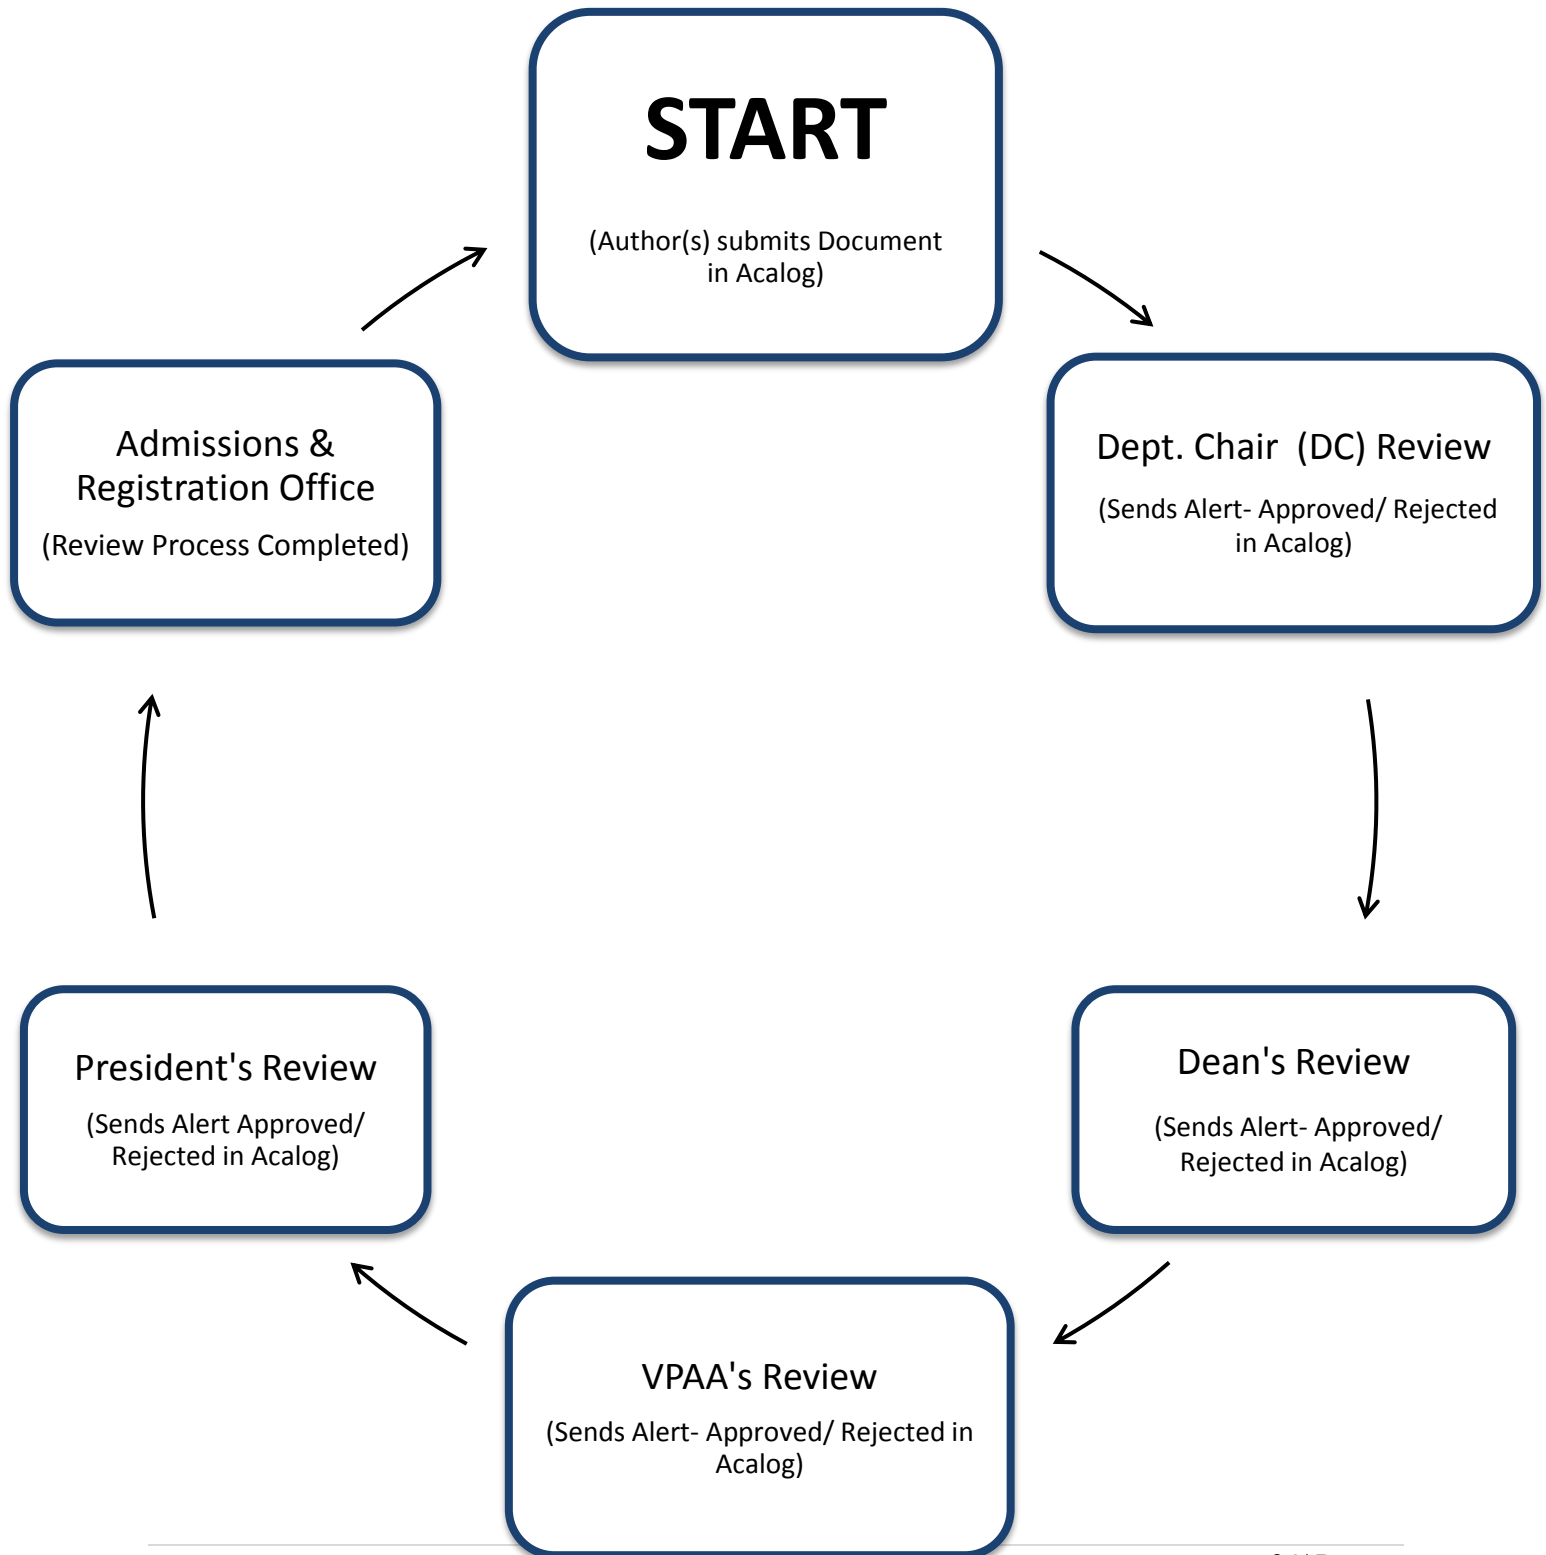 START
(Author(s) submits Document
in Acalog)
Dept. Chair  (DC) Review
(Sends Alert- Approved/ Rejected
in Acalog)
Dean's Review
(Sends Alert- Approved/
Rejected in Acalog)
VPAA's Review
(Sends Alert- Approved/ Rejected in
Acalog)
President's Review
(Sends Alert Approved/
Rejected in Acalog)
Admissions &
Registration Office
(Review Process Completed)